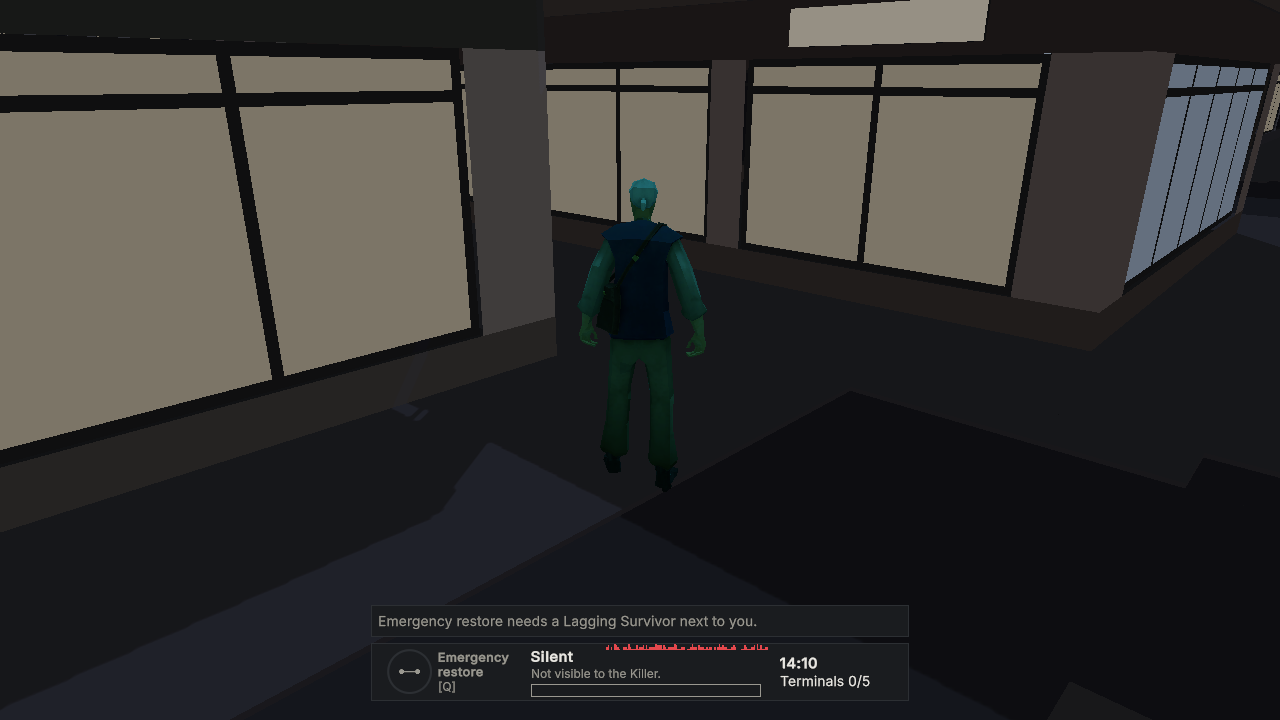 Emergency restore needs a Lagging Survivor next to you.
Emergency
restore
[Q]
Silent
Not visible to the Killer.
14:10
Terminals 0/5